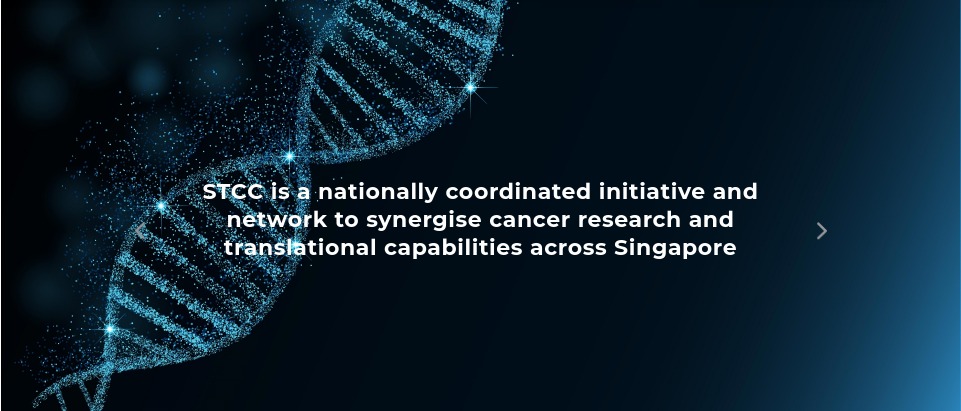 STCC is a nationally coordinated initiative and
network to synergise cancer research and
translational capabilities across Singapore